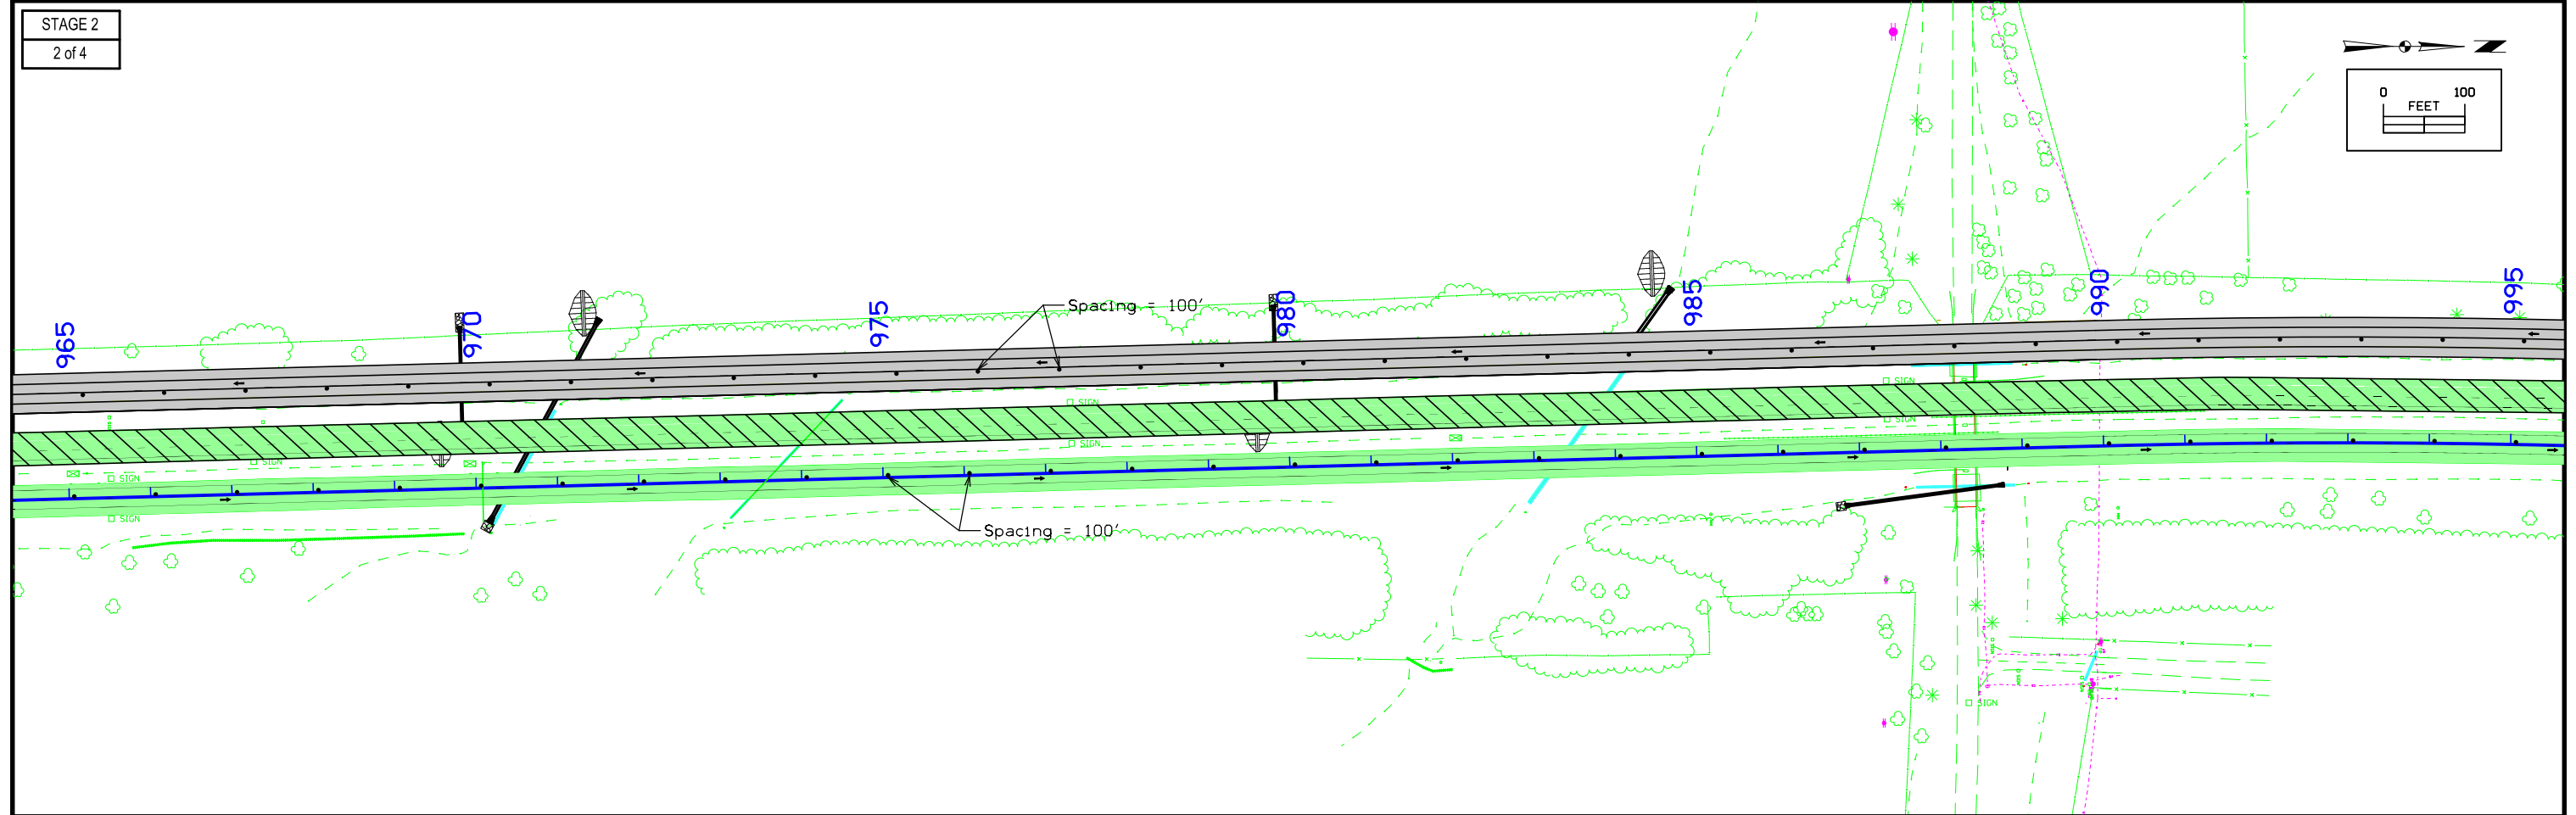 STAGE 2
2 of 4
0 100
FEET
965
970
975
980
985
990
995
Spacing = 100'
SIGN
SIGN
SIGN
SIGN
SIGN
SIGN
SIGN
Spacing = 100'
SIGN